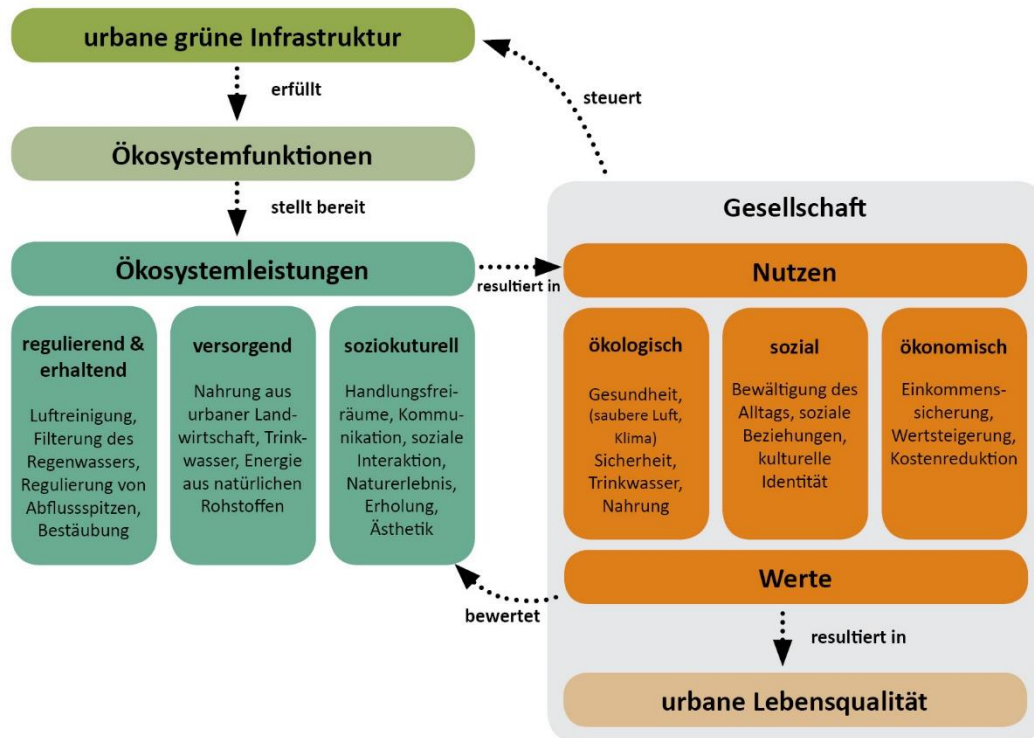 urbane grüne Infrastruktur
erfüllt
Ökosystemfunktionen
stellt bereit
Ökosystemleistungen
regulierend &
erhaltend
Luftreinigung,
Filterung des
Regenwassers,
Regulierung von
Abflussspitzen,
Bestäubung
versorgend
Nahrung aus
urbaner Land-
wirtschaft, Trink-
wasser, Energie
aus natürlichen
Rohstoffen
soziokuturell
Handlungsfrei-
räume, Kommu-
nikation, soziale
Interaktion,
Naturerlebnis,
Erholung,
Ästhetik
resultiert in
steuert
Gesellschaft
Nutzen
ökologisch
Gesundheit,
(saubere Luft,
Klima)
Sicherheit,
Trinkwasser,
Nahrung
sozial
Bewältigung des
Alltags, soziale
Beziehungen,
kulturelle
Identität
ökonomisch
Einkommens-
sicherung,
Wertsteigerung,
Kostenreduktion
Werte
bewertet
resultiert in
urbane Lebensqualität